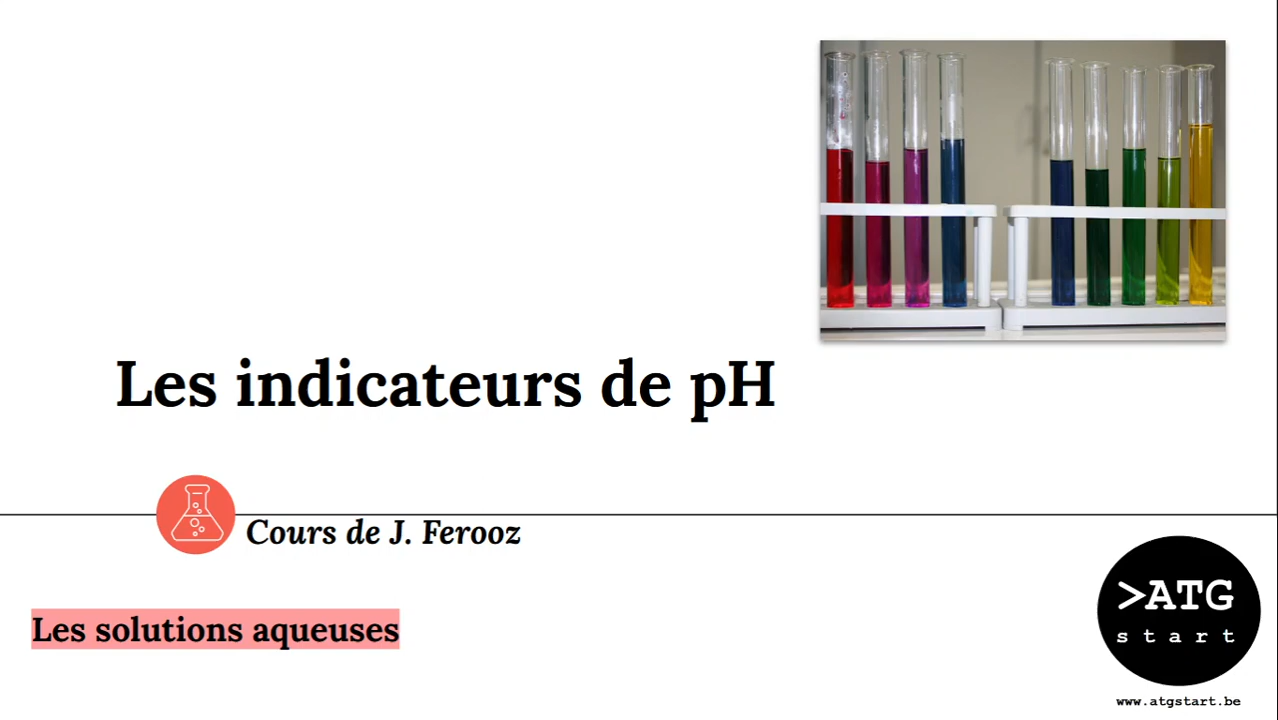 Les indicateurs de pH
Cours de J. Ferooz
Les solutions aqueuses
>ATG
start
www.atgstart.be